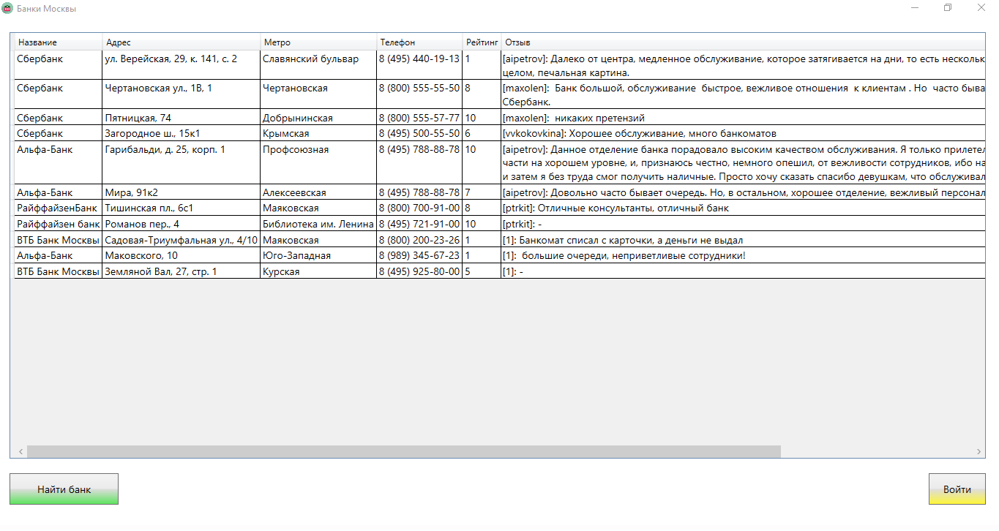 Банки Москвы
Название Адрес Метро Телефон Рейтинг Отзыв
Сбербанк ул. Верейская, 29, к. 141, с. 2 Славянский бульвар 8 (495) 440-19-13 1 [aipetrov]: Далеко от центра, медленное обслуживание, которое затягивается на дни, то есть нескольк
целом, печальная картина.
Сбербанк Чертановская ул., 1В, 1 Чертановская 8 (800) 555-55-50 8 [maxolen]:  Банк большой, обслуживание  быстрое, вежливое отношения  к клиентам . Но  часто быва
Сбербанк.
Сбербанк Пятницкая, 74 Добрынинская 8 (800) 555-57-77 10 [maxolen]:  никаких претензий
Сбербанк Загородное ш., 15к1 Крымская 8 (495) 500-55-50 6 [vvkokovkina]: Хорошее обслуживание, много банкоматов
Альфа-Банк Гарибальди, д. 25, корп. 1 Профсоюзная 8 (495) 788-88-78 10 [aipetrov]: Данное отделение банка порадовало высоким качеством обслуживания. Я только прилетел
части на хорошем уровне, и, признаюсь честно, немного опешил, от вежливости сотрудников, ибо на
и затем я без труда смог получить наличные. Просто хочу сказать спасибо девушкам, что обслуживал
Альфа-Банк Мира, 91к2 Алексеевская 8 (495) 788-88-78 7 [aipetrov]: Довольно часто бывает очередь. Но, в остальном, хорошее отделение, вежливый персонал
РайффайзенБанк Тишинская пл., 6с1 Маяковская 8 (800) 700-91-00 8 [ptrkit]: Отличные консультанты, отличный банк
Райффайзен банк Романов пер., 4 Библиотека им. Ленина 8 (495) 721-91-00 10 [ptrkit]: -
ВТБ Банк Москвы Садовая-Триумфальная ул., 4/10 Маяковская 8 (800) 200-23-26 1 [1]: Банкомат списал с карточки, а деньги не выдал
Альфа-Банк Маковского, 10 Юго-Западная 8 (989) 345-67-23 1 [1]:  большие очереди, неприветливые сотрудники!
ВТБ Банк Москвы Земляной Вал, 27, стр. 1 Курская 8 (495) 925-80-00 5 [1]: -
Найти банк Войти